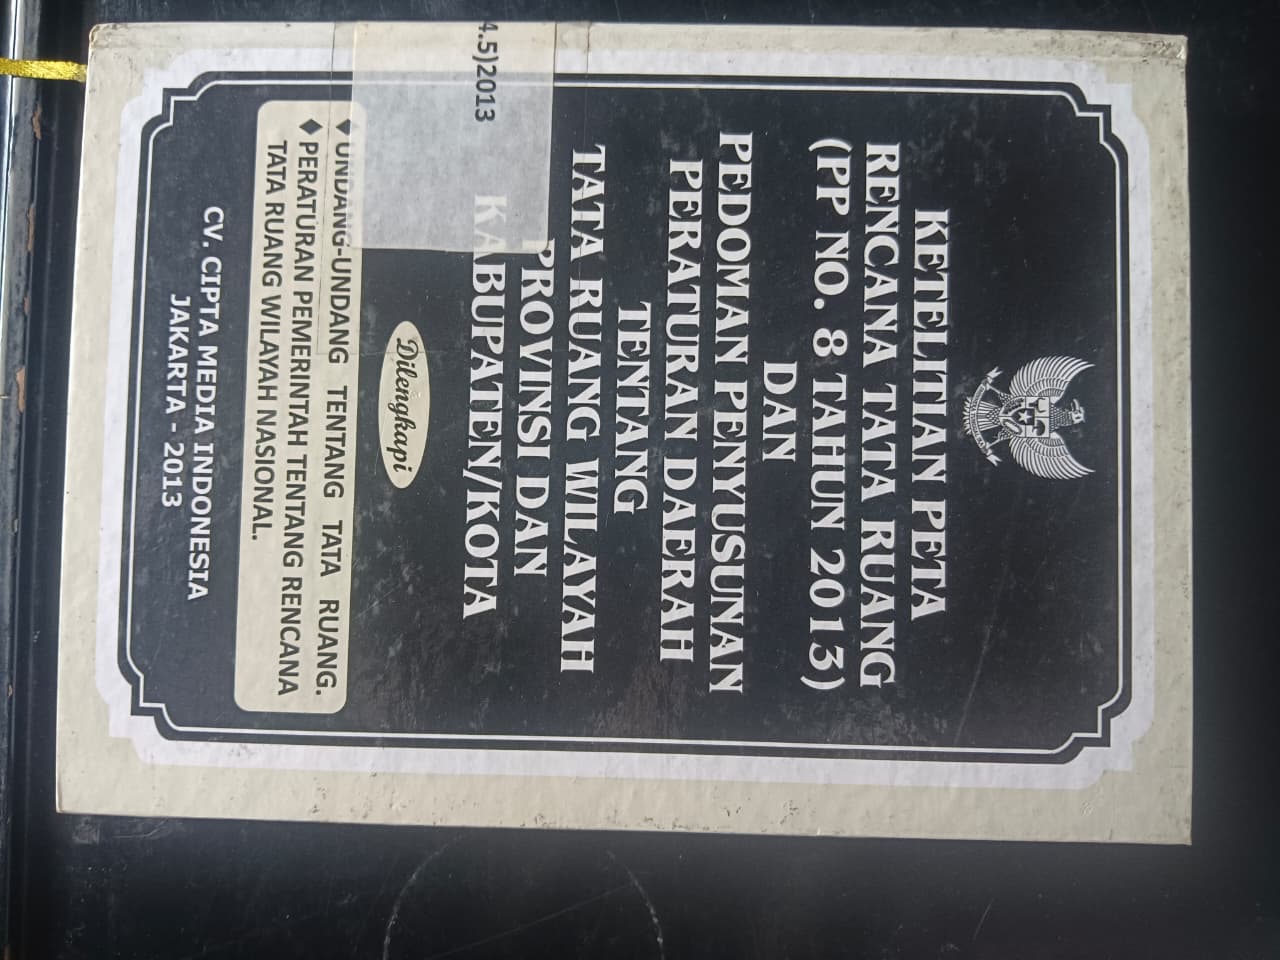 KETELITIAN PETA
RENCANA TATA RUANG
(PP NO. 8 TAHUN 2013)
DAN
PEDOMAN PENYUSUNAN
PERATURAN DAERAH
TENTANG
TATA RUANG WILAYAH
PROVINSI DAN
KABUPATEN/KOTA
4.5)2013
Dilengkapi
♦ UNDANG-UNDANG TENTANG TATA RUANG.
♦ PERATURAN PEMERINTAH TENTANG RENCANA
TATA RUANG WILAYAH NASIONAL.
CV. CIPTA MEDIA INDONESIA
JAKARTA - 2013